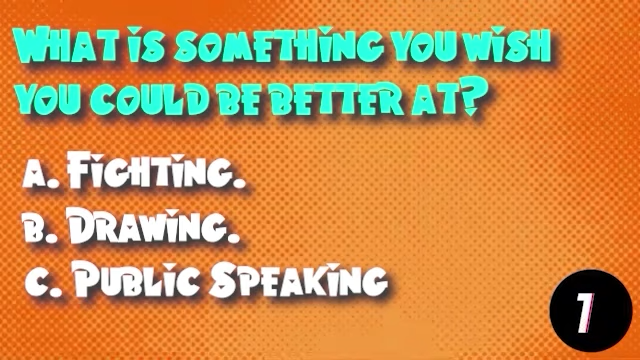 What is something you wish
you could be better at?
a. Fighting.
b. Drawing.
c. Public Speaking
1